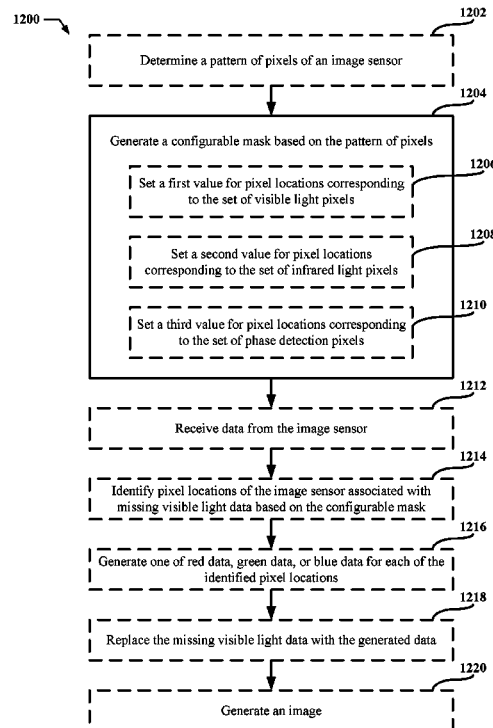 1200
1202
Determine a pattern of pixels of an image sensor
1204
Generate a configurable mask based on the pattern of pixels
1206
Set a first value for pixel locations corresponding
to the set of visible light pixels
1208
Set a second value for pixel locations
corresponding to the set of infrared light pixels
1210
Set a third value for pixel locations corresponding
to the set of phase detection pixels
1212
Receive data from the image sensor
1214
Identify pixel locations of the image sensor associated with
missing visible light data based on the configurable mask
1216
Generate one of red data, green data, or blue data for each of the
identified pixel locations
1218
Replace the missing visible light data with the generated data
1220
Generate an image